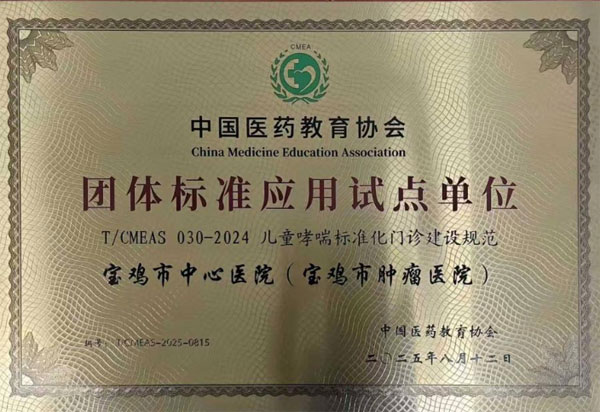 CMEA
中国医药教育协会
China Medicine Education Association
团体标准应用试点单位
T/CMEAS 030-2024 儿童哮喘标准化门诊建设规范
宝鸡市中心医院（宝鸡市肿瘤医院）
编号：T/CMEAS-2025-0815
中国医药教育协会
二〇二五年八月十二日